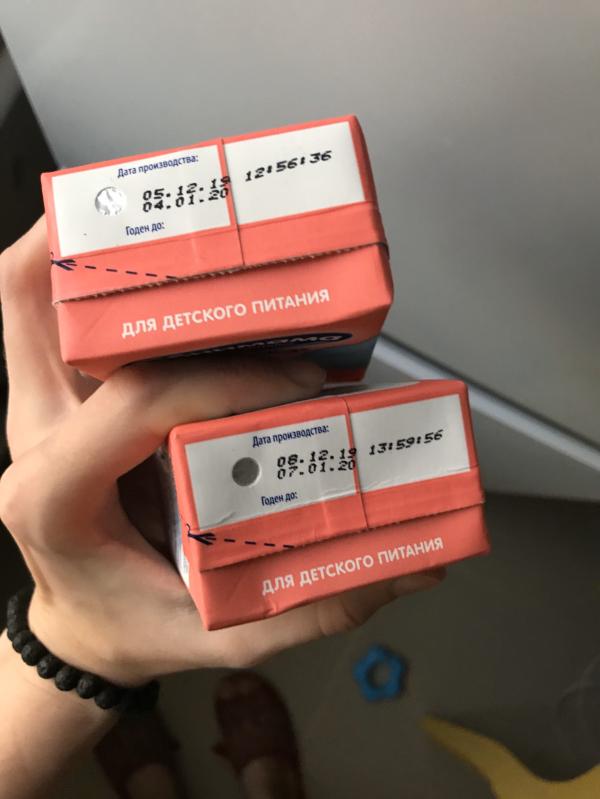 Дата производства:
05.12.19 12:56:36
04.01.20
Годен до:
ДЛЯ ДЕТСКОГО ПИТАНИЯ
Дата производства:
08.12.19 13:59:56
07.01.20
Годен до:
ДЛЯ ДЕТСКОГО ПИТАНИЯ